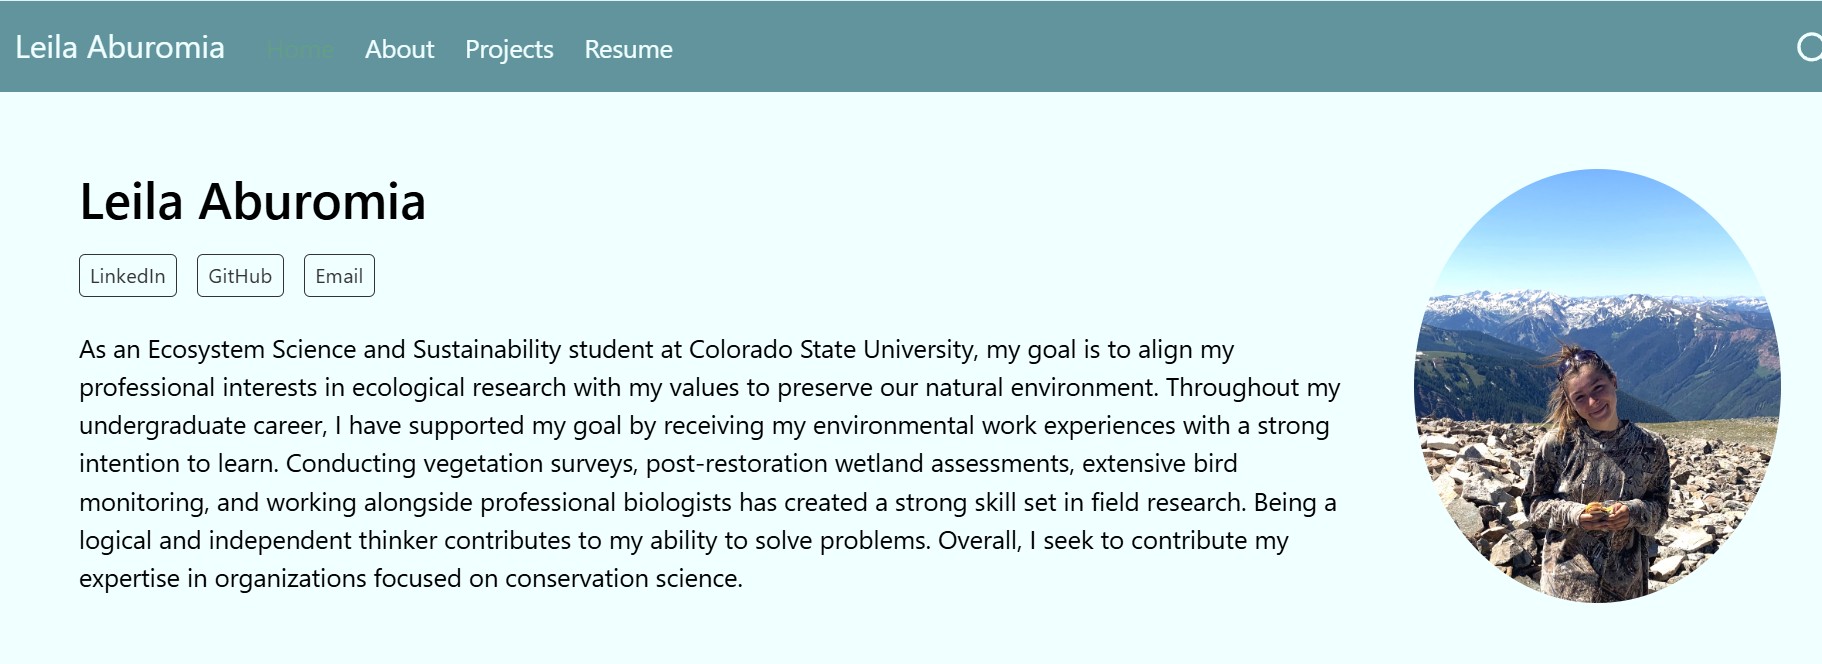 Leila Aburomia Home About Projects Resume
Leila Aburomia
LinkedIn GitHub Email
As an Ecosystem Science and Sustainability student at Colorado State University, my goal is to align my
professional interests in ecological research with my values to preserve our natural environment. Throughout my
undergraduate career, I have supported my goal by receiving my environmental work experiences with a strong
intention to learn. Conducting vegetation surveys, post-restoration wetland assessments, extensive bird
monitoring, and working alongside professional biologists has created a strong skill set in field research. Being a
logical and independent thinker contributes to my ability to solve problems. Overall, I seek to contribute my
expertise in organizations focused on conservation science.